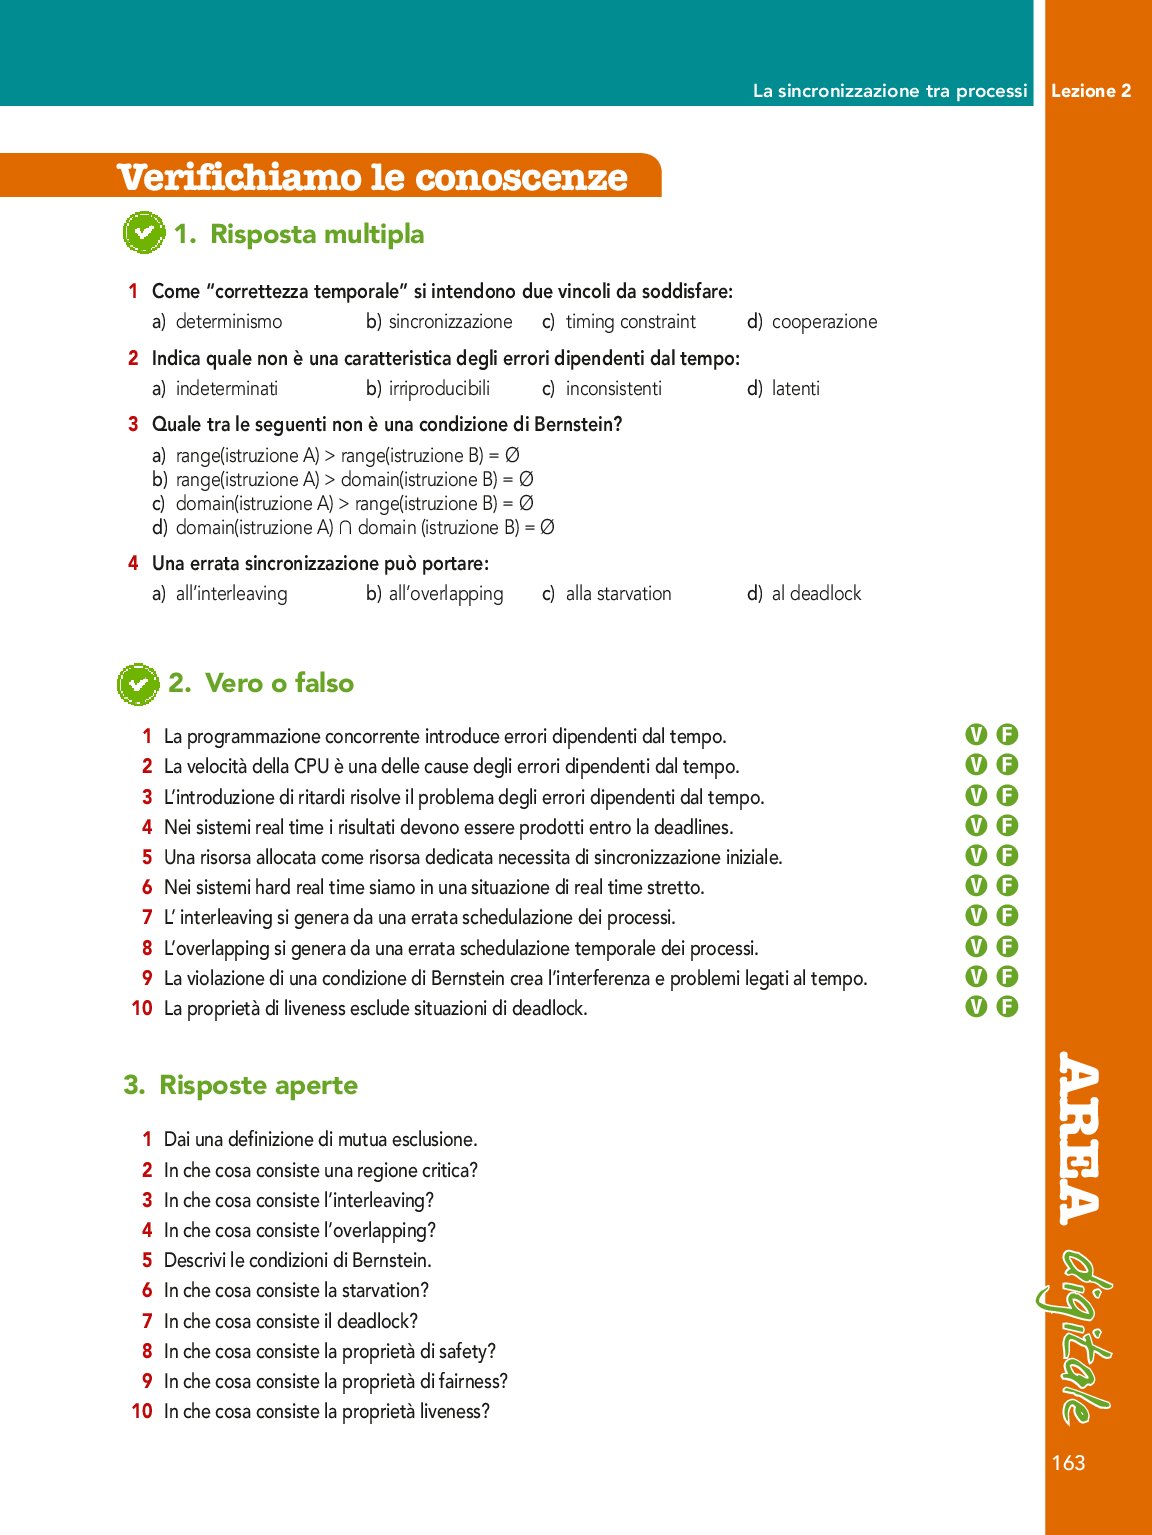 La sincronizzazione tra processi Lezione 2
Verifichiamo le conoscenze
1. Risposta multipla
1 Come “correttezza temporale” si intendono due vincoli da soddisfare:
a) determinismo b) sincronizzazione c) timing constraint d) cooperazione
2 Indica quale non è una caratteristica degli errori dipendenti dal tempo:
a) indeterminati b) irriproducibili c) inconsistenti d) latenti
3 Quale tra le seguenti non è una condizione di Bernstein?
a) range(istruzione A) > range(istruzione B) = Ø
b) range(istruzione A) > domain(istruzione B) = Ø
c) domain(istruzione A) > range(istruzione B) = Ø
d) domain(istruzione A) ∩ domain (istruzione B) = Ø
4 Una errata sincronizzazione può portare:
a) all’interleaving b) all’overlapping c) alla starvation d) al deadlock
2. Vero o falso
1 La programmazione concorrente introduce errori dipendenti dal tempo. V F
2 La velocità della CPU è una delle cause degli errori dipendenti dal tempo. V F
3 L’introduzione di ritardi risolve il problema degli errori dipendenti dal tempo. V F
4 Nei sistemi real time i risultati devono essere prodotti entro la deadlines. V F
5 Una risorsa allocata come risorsa dedicata necessita di sincronizzazione iniziale. V F
6 Nei sistemi hard real time siamo in una situazione di real time stretto. V F
7 L’ interleaving si genera da una errata schedulazione dei processi. V F
8 L’overlapping si genera da una errata schedulazione temporale dei processi. V F
9 La violazione di una condizione di Bernstein crea l’interferenza e problemi legati al tempo. V F
10 La proprietà di liveness esclude situazioni di deadlock. V F
3. Risposte aperte
1 Dai una definizione di mutua esclusione.
2 In che cosa consiste una regione critica?
3 In che cosa consiste l’interleaving?
4 In che cosa consiste l’overlapping?
5 Descrivi le condizioni di Bernstein.
6 In che cosa consiste la starvation?
7 In che cosa consiste il deadlock?
8 In che cosa consiste la proprietà di safety?
9 In che cosa consiste la proprietà di fairness?
10 In che cosa consiste la proprietà liveness?
AREA digitale
163